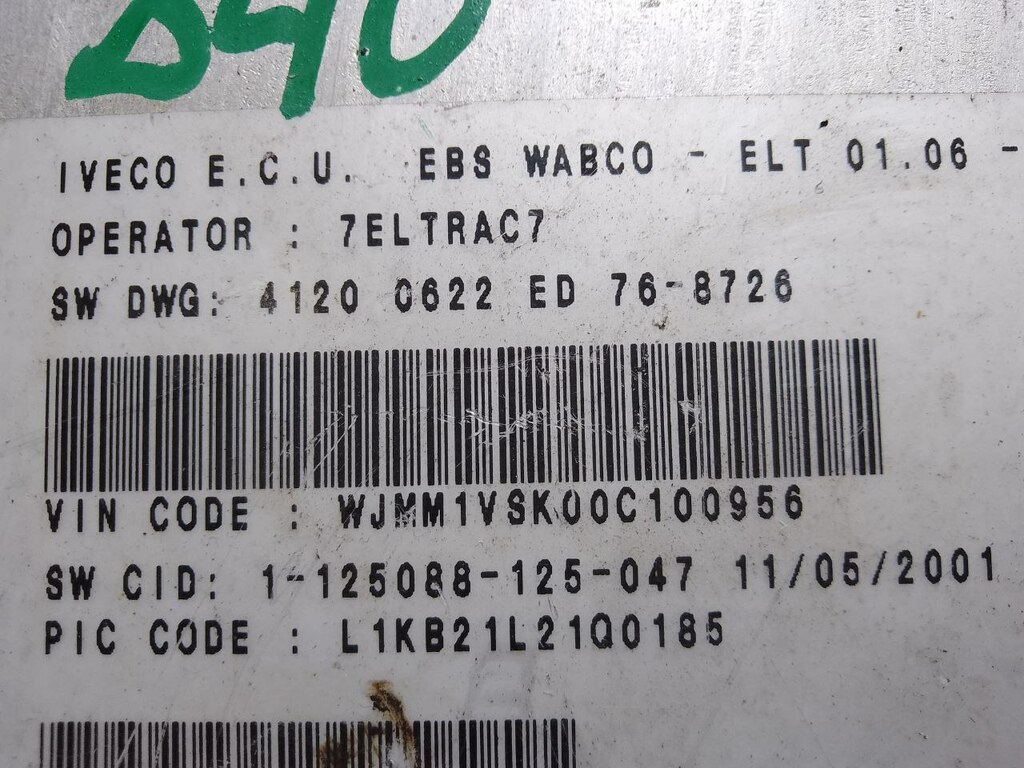 840
IVECO E.C.U. EBS WABCO - ELT 01.06 -
OPERATOR : 7ELTRAC7
SW DWG: 4120 0622 ED 76-8726
VIN CODE : WJMM1VSK00C100956
SW CID: 1-125088-125-047 11/05/2001
PIC CODE : L1KB21L21Q0185